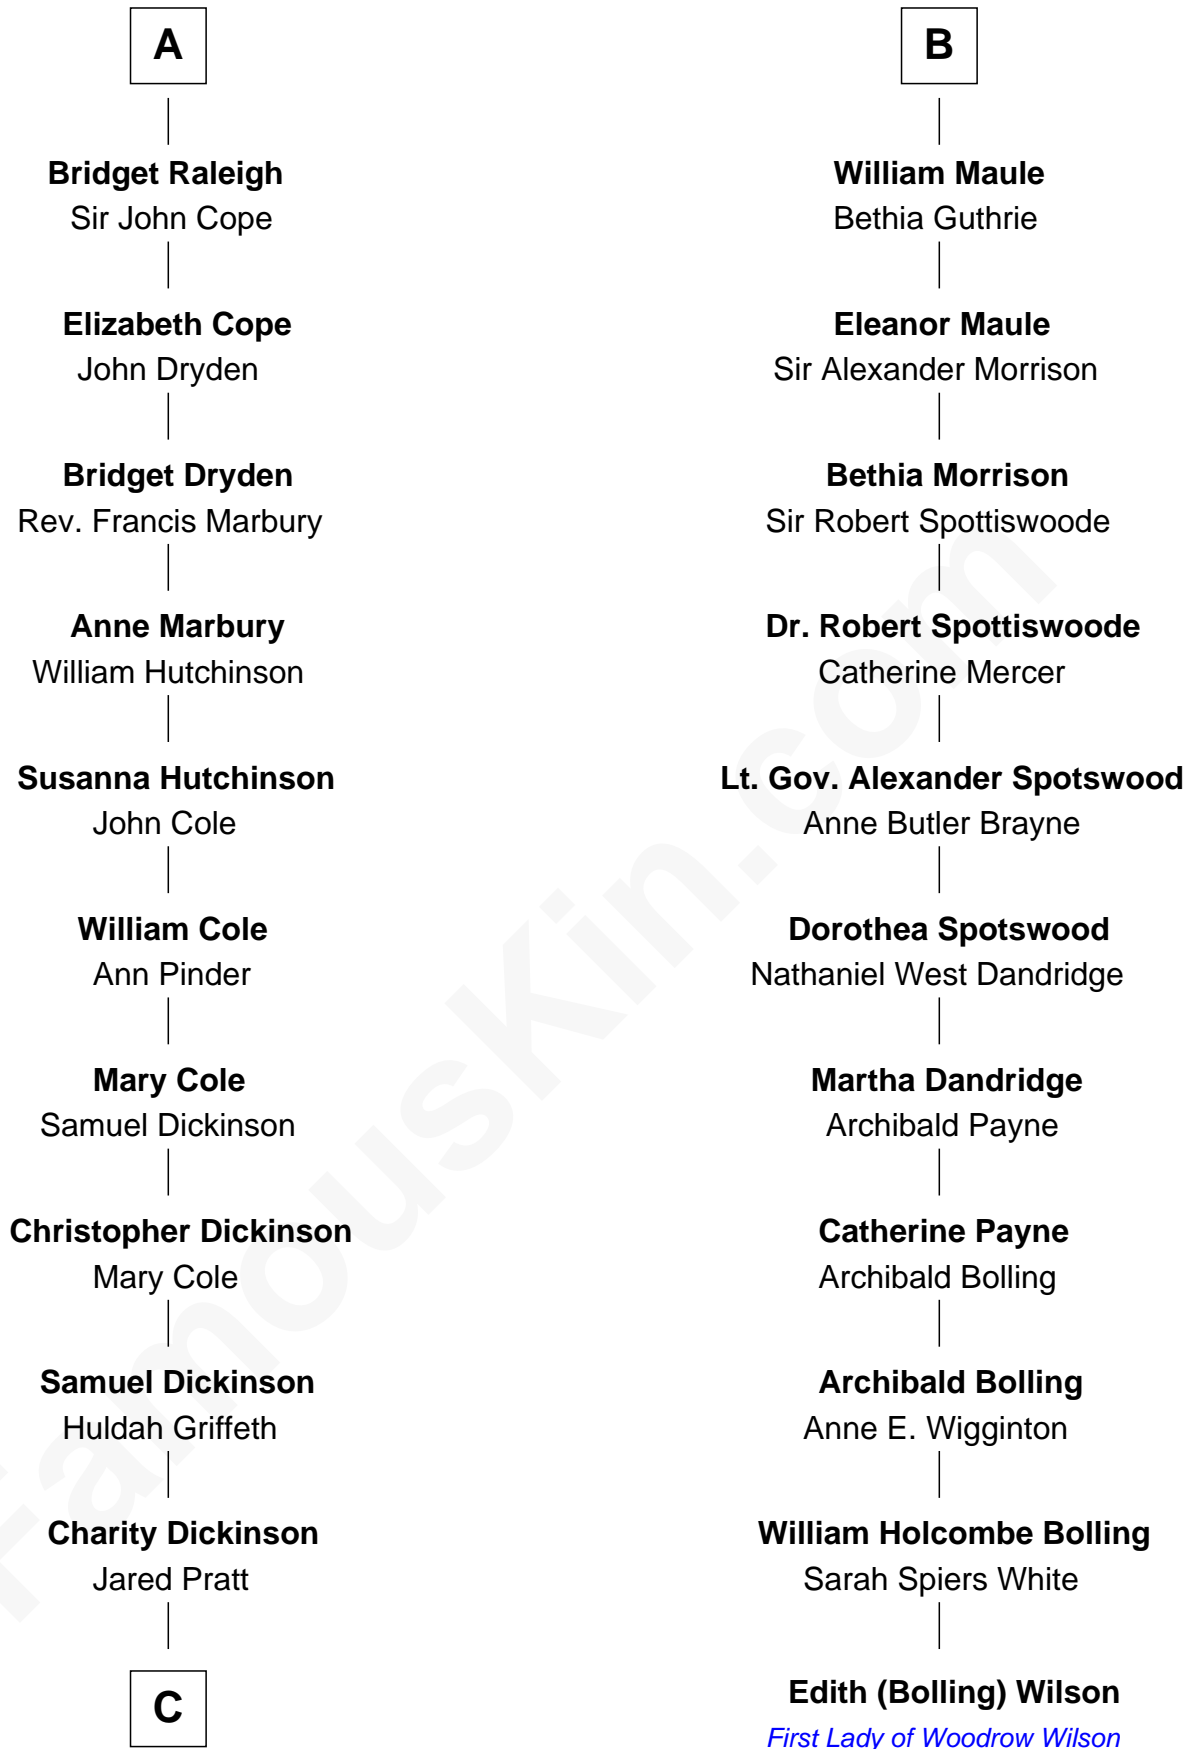 A
Bridget Raleigh
Sir John Cope
Elizabeth Cope
John Dryden
Bridget Dryden
Rev. Francis Marbury
Anne Marbury
William Hutchinson
Susanna Hutchinson
John Cole
William Cole
Ann Pinder
Mary Cole
Samuel Dickinson
Christopher Dickinson
Mary Cole
Samuel Dickinson
Huldah Griffeth
Charity Dickinson
Jared Pratt
C
B
William Maule
Bethia Guthrie
Eleanor Maule
Sir Alexander Morrison
Bethia Morrison
Sir Robert Spottiswoode
Dr. Robert Spottiswoode
Catherine Mercer
Lt. Gov. Alexander Spotswood
Anne Butler Brayne
Dorothea Spotswood
Nathaniel West Dandridge
Martha Dandridge
Archibald Payne
Catherine Payne
Archibald Bolling
Archibald Bolling
Anne E. Wigginton
William Holcombe Bolling
Sarah Spiers White
Edith (Bolling) Wilson
First Lady of Woodrow Wilson
FamousKin.com